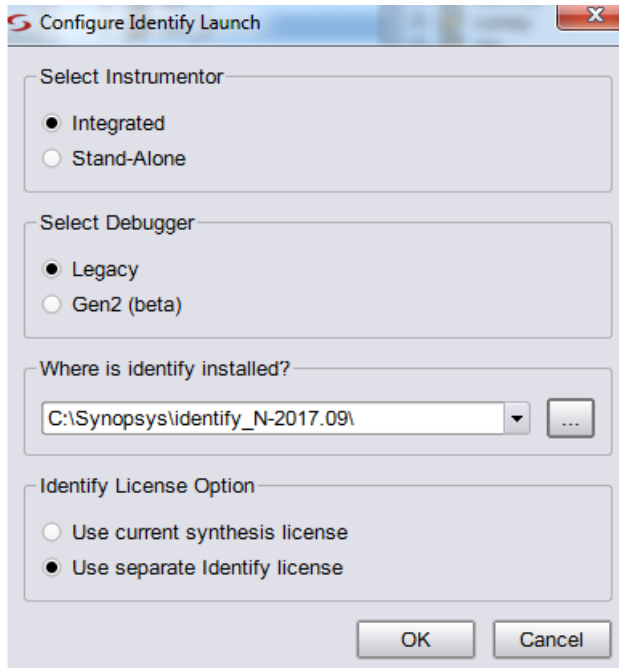 Configure Identify Launch
Select Instrumentor
Integrated
Stand-Alone
Select Debugger
Legacy
Gen2 (beta)
Where is identify installed?
C:\Synopsys\identify_N-2017.09\
...
Identify License Option
Use current synthesis license
Use separate Identify license
OK Cancel